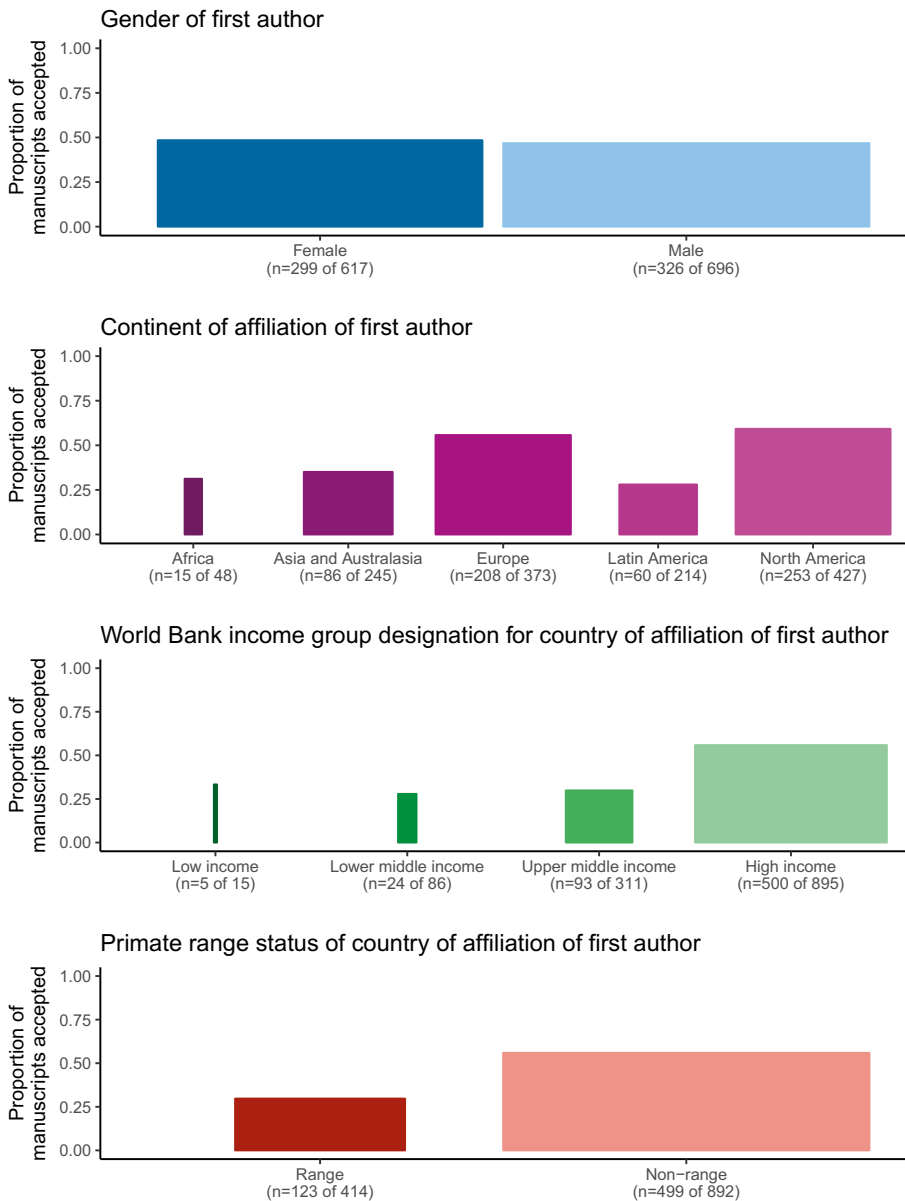 Gender of first author
Proportion of
manuscripts accepted
1.00
0.75
0.50
0.25
0.00
Female
(n=299 of 617)
Male
(n=326 of 696)
Continent of affiliation of first author
Proportion of
manuscripts accepted
1.00
0.75
0.50
0.25
0.00
Africa
(n=15 of 48)
Asia and Australasia
(n=86 of 245)
Europe
(n=208 of 373)
Latin America
(n=60 of 214)
North America
(n=253 of 427)
World Bank income group designation for country of affiliation of first author
Proportion of
manuscripts accepted
1.00
0.75
0.50
0.25
0.00
Low income
(n=5 of 15)
Lower middle income
(n=24 of 86)
Upper middle income
(n=93 of 311)
High income
(n=500 of 895)
Primate range status of country of affiliation of first author
Proportion of
manuscripts accepted
1.00
0.75
0.50
0.25
0.00
Range
(n=123 of 414)
Non−range
(n=499 of 892)